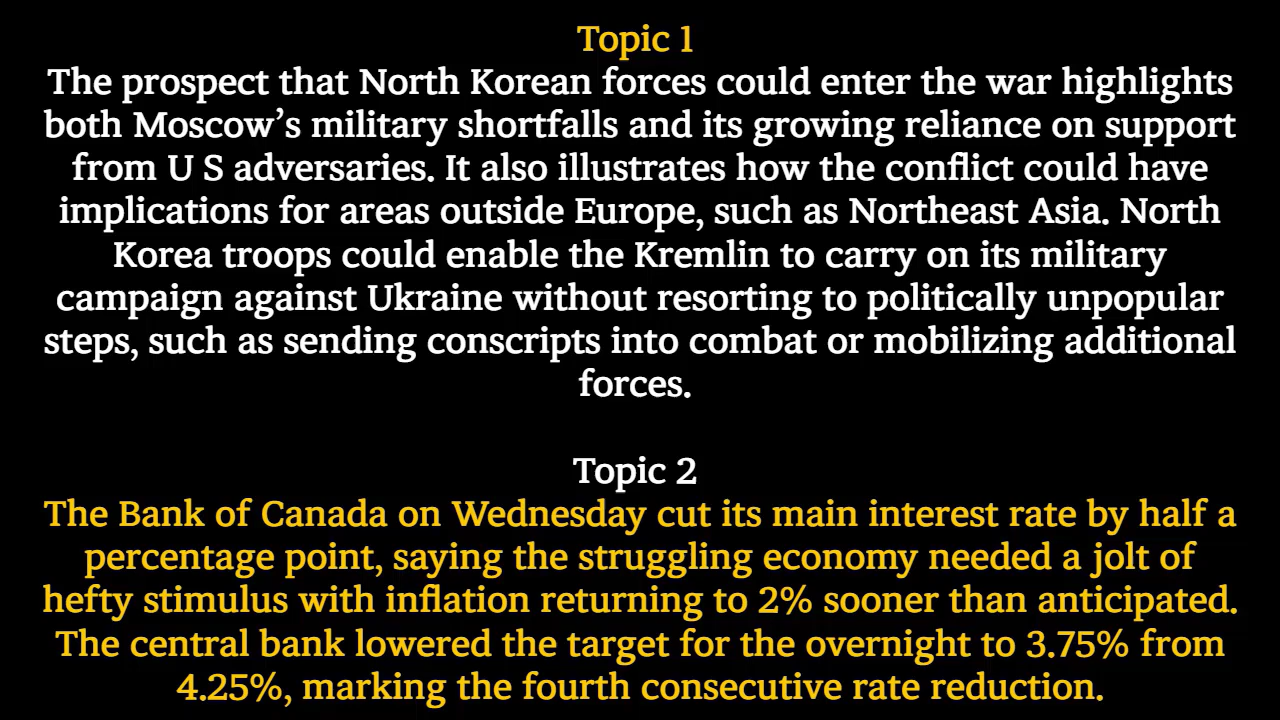 Topic 1
The prospect that North Korean forces could enter the war highlights
both Moscow’s military shortfalls and its growing reliance on support
from U S adversaries. It also illustrates how the conflict could have
implications for areas outside Europe, such as Northeast Asia. North
Korea troops could enable the Kremlin to carry on its military
campaign against Ukraine without resorting to politically unpopular
steps, such as sending conscripts into combat or mobilizing additional
forces.
Topic 2
The Bank of Canada on Wednesday cut its main interest rate by half a
percentage point, saying the struggling economy needed a jolt of
hefty stimulus with inflation returning to 2% sooner than anticipated.
The central bank lowered the target for the overnight to 3.75% from
4.25%, marking the fourth consecutive rate reduction.